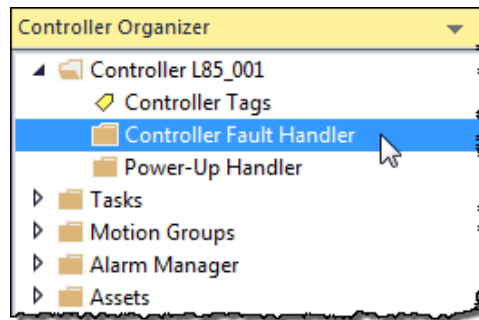 Controller Organizer
Controller L85_001
Controller Tags
Controller Fault Handler
Power-Up Handler
Tasks
Motion Groups
Alarm Manager
Assets